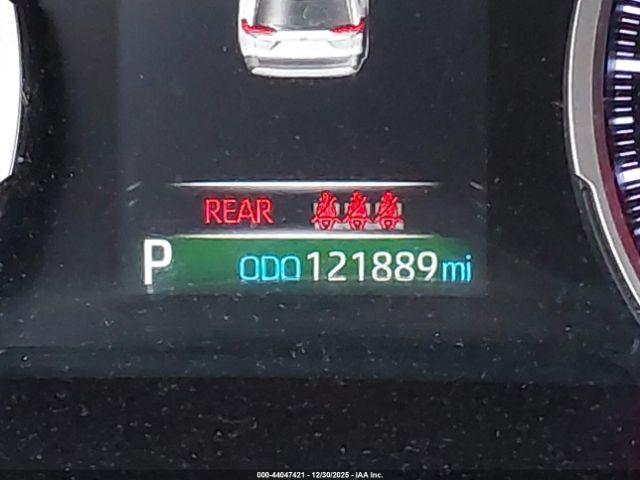 REAR
P ODO 121889 mi
000-44047421 - 12/30/2025 - IAA Inc.